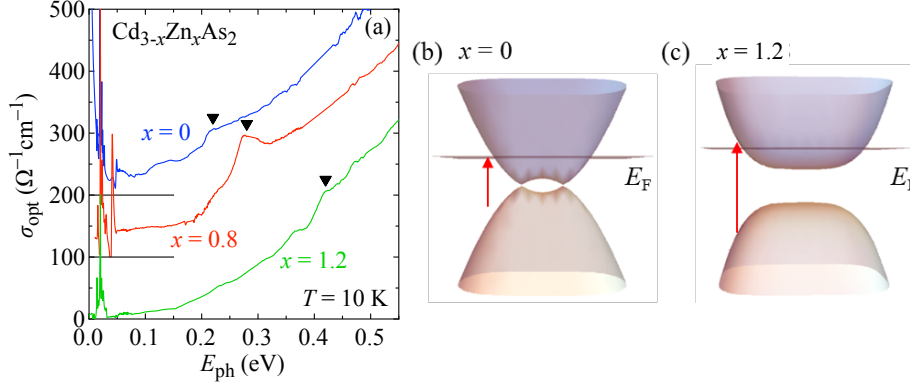 500
400
300
200
100
0
σopt (Ω⁻¹cm⁻¹)
Cd3-xZnxAs2
(a)
x = 0
x = 0.8
x = 1.2
T = 10 K
0.0 0.1 0.2 0.3 0.4 0.5
Eph (eV)
(b) x = 0
EF
(c) x = 1.2